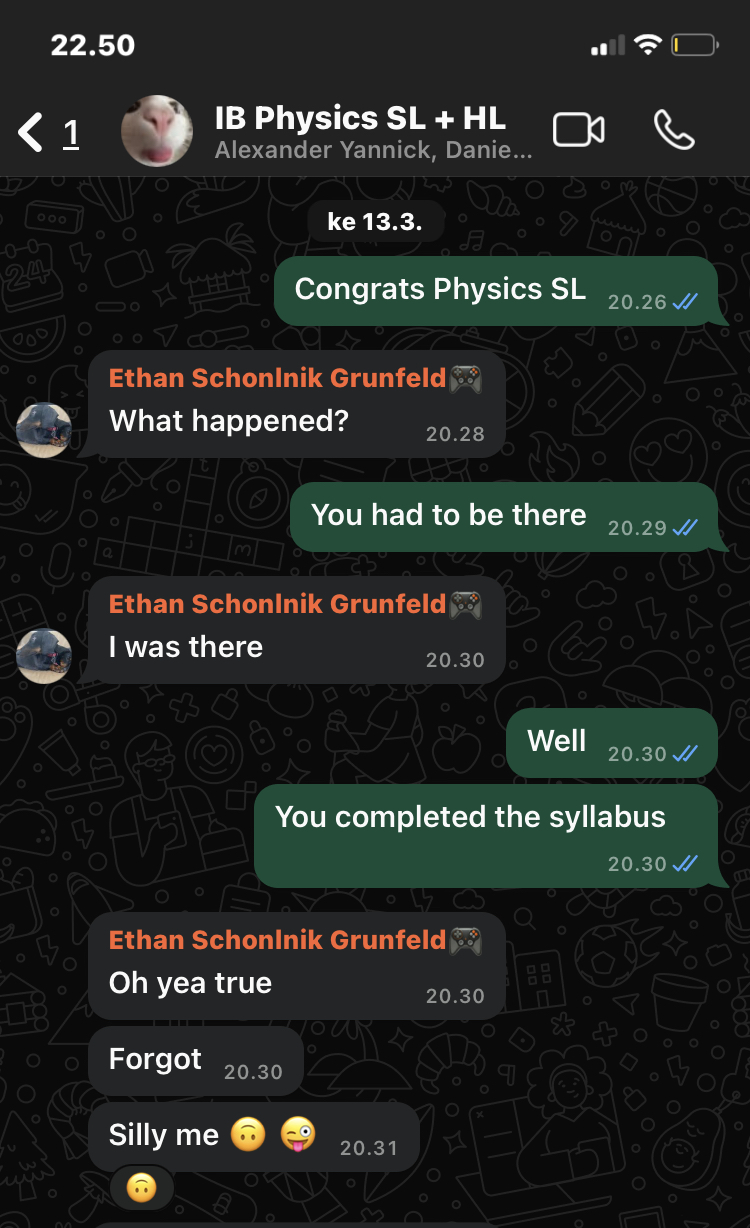 22.50
1
IB Physics SL + HL
Alexander Yannick, Danie...
ke 13.3.
Congrats Physics SL 20.26
Ethan Schonlnik Grunfeld🎮
What happened? 20.28
You had to be there 20.29
Ethan Schonlnik Grunfeld🎮
I was there 20.30
Well 20.30
You completed the syllabus
20.30
Ethan Schonlnik Grunfeld🎮
Oh yea true 20.30
Forgot 20.30
Silly me 🙃 😜 20.31
🙃